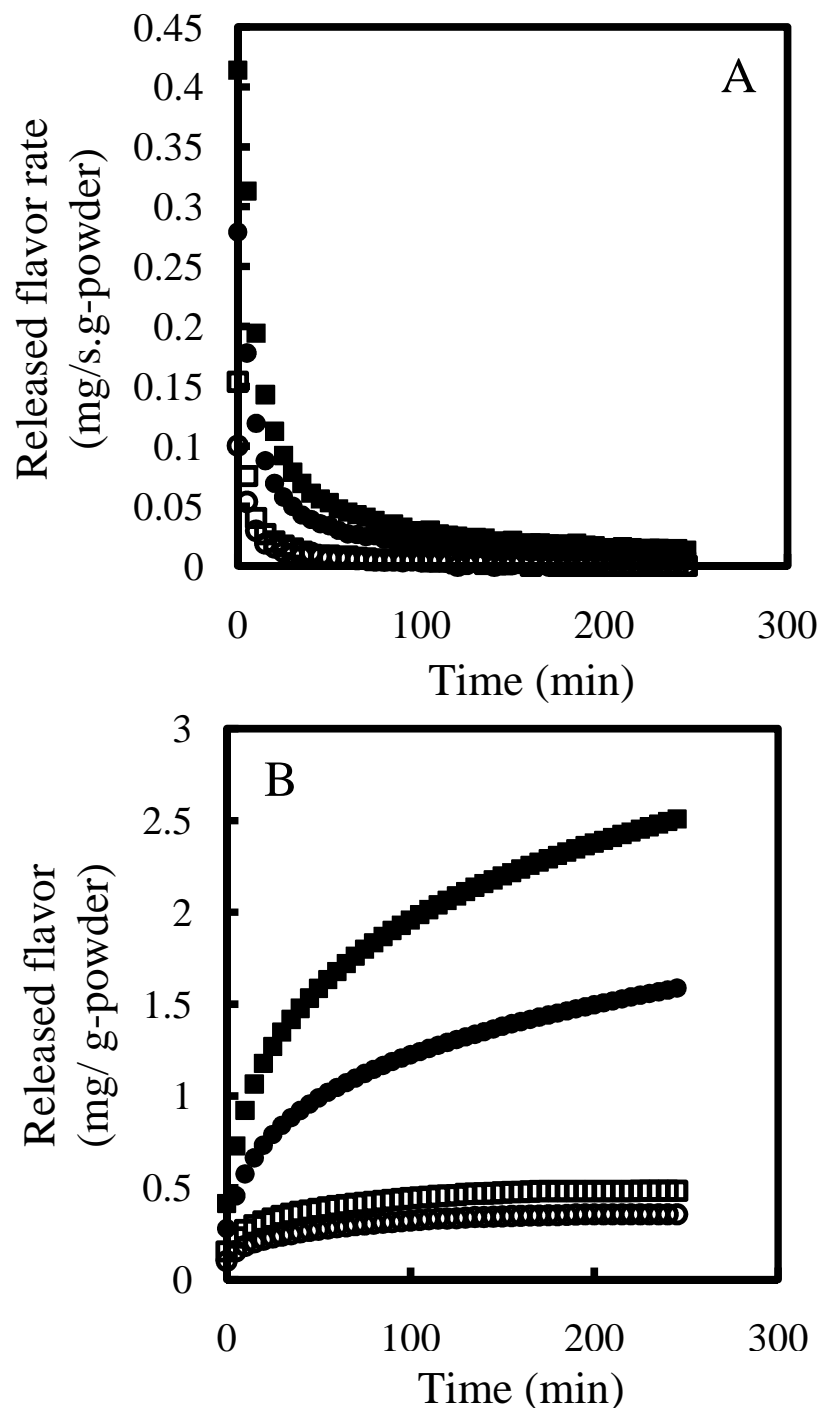 A
Released flavor rate
(mg/s.g-powder)
0.45
0.4
0.35
0.3
0.25
0.2
0.15
0.1
0.05
0
0 100 200 300
Time (min)
B
Released flavor
(mg/ g-powder)
3
2.5
2
1.5
1
0.5
0
0 100 200 300
Time (min)